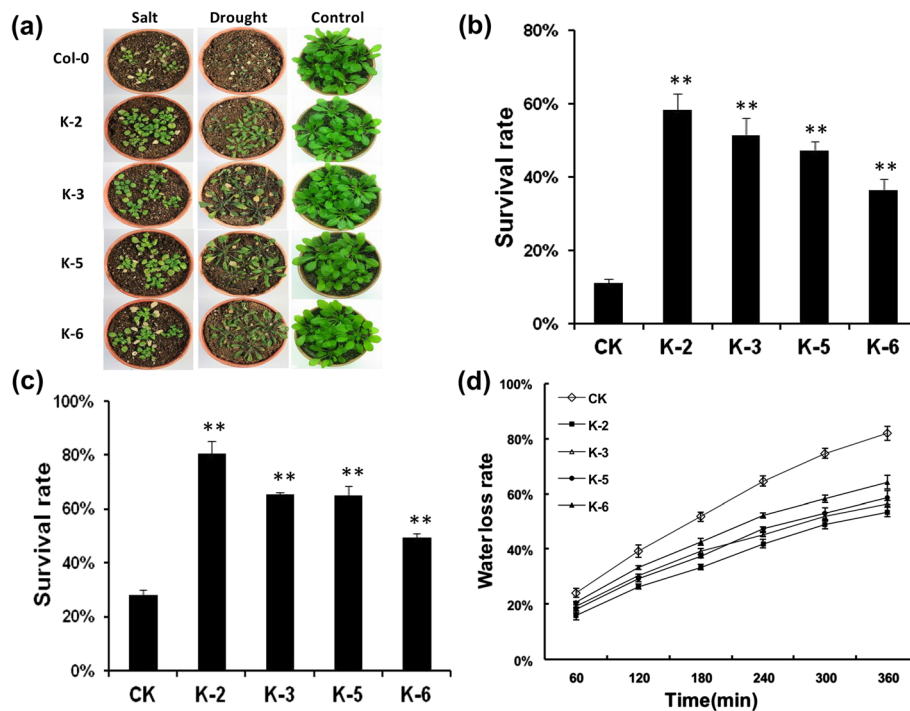 (a)
Salt Drought Control
Col-0
K-2
K-3
K-5
K-6
(b)
Survival rate
80%
60%
40%
20%
0%
**
**
**
**
CK K-2 K-3 K-5 K-6
(c)
Survival rate
100%
80%
60%
40%
20%
0%
**
**
**
**
CK K-2 K-3 K-5 K-6
(d)
Water loss rate
100%
80%
60%
40%
20%
0%
CK
K-2
K-3
K-5
K-6
60 120 180 240 300 360
Time(min)